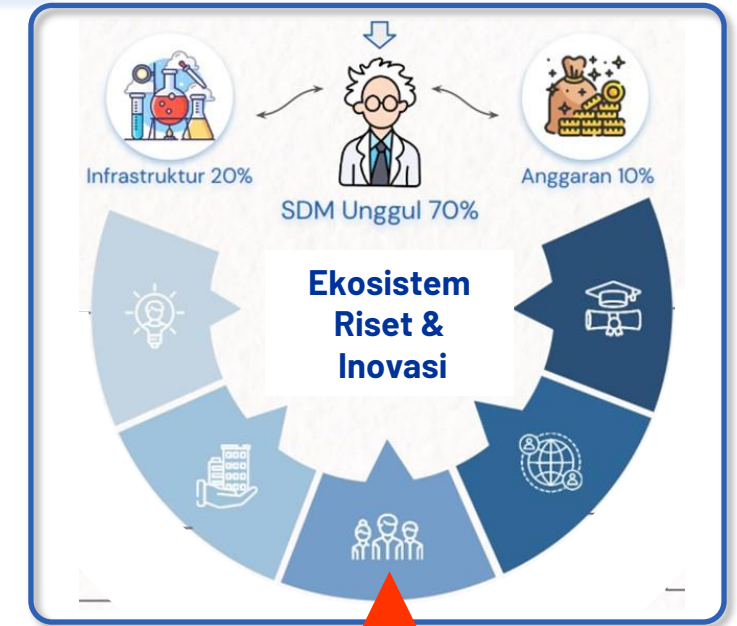 Infrastruktur 20%
SDM Unggul 70%
Anggaran 10%
Ekosistem
Riset &
Inovasi